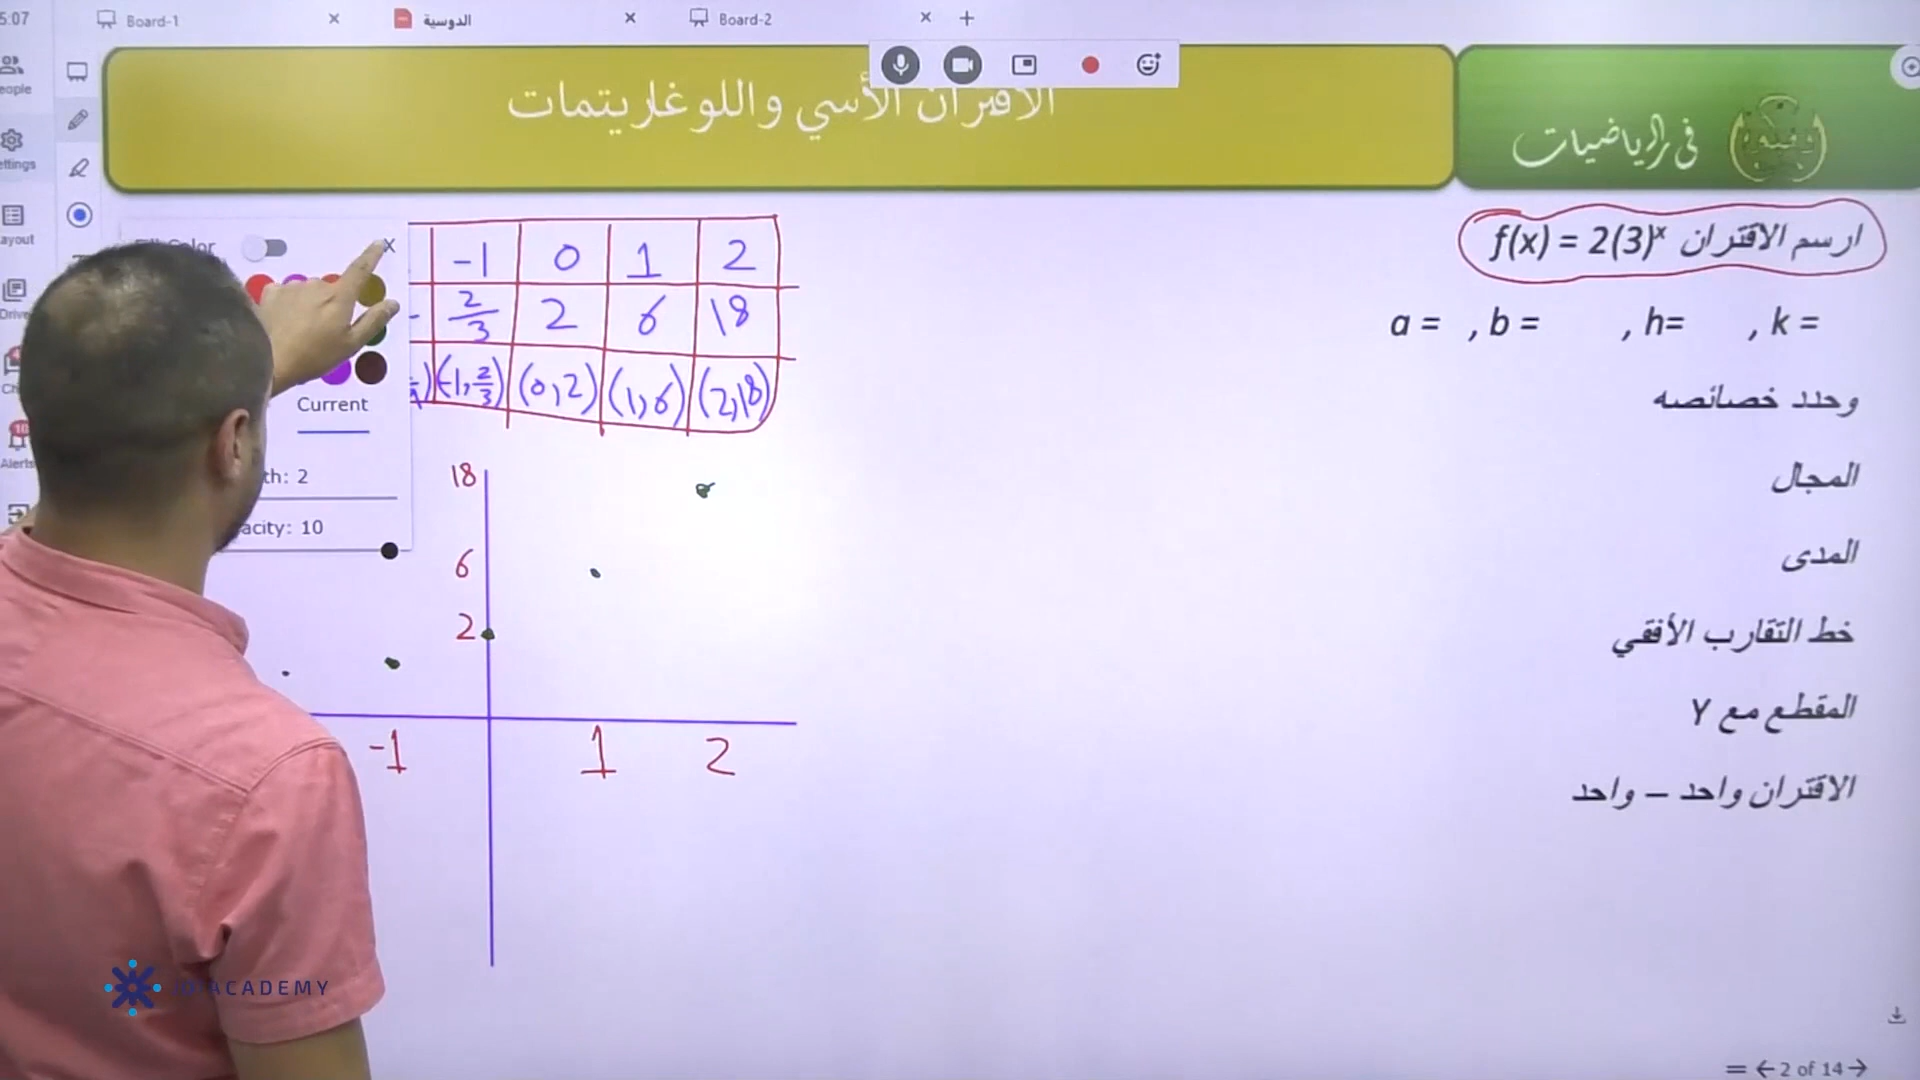 5:07
Board-1
الدوسية
Board-2
الاقتران الأسي واللوغاريتمات
في الرياضيات
eople
ettings
ayout
Drive
Alerts
10
Current
th: 2
acity: 10
-1 0 1 2
2/3 2 6 18
(-1, 2/3) (0, 2) (1, 6) (2, 18)
18
6
2
-1 1 2
ارسم الاقتران f(x) = 2(3)ˣ
a = , b = , h= , k =
وحدد خصائصه
المجال
المدى
خط التقارب الأفقي
المقطع مع Y
الاقتران واحد – واحد
ACADEMY
2 of 14